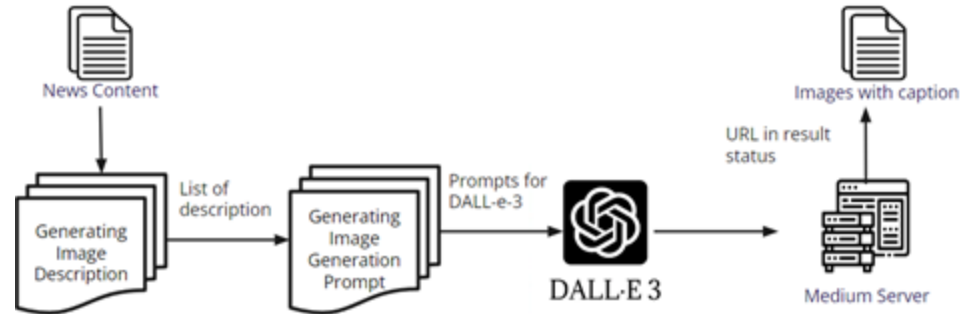 News Content
Generating
Image
Description
List of
description
Generating
Image
Generation
Prompt
Prompts for
DALL-e-3
DALL·E 3
Medium Server
URL in result
status
Images with caption